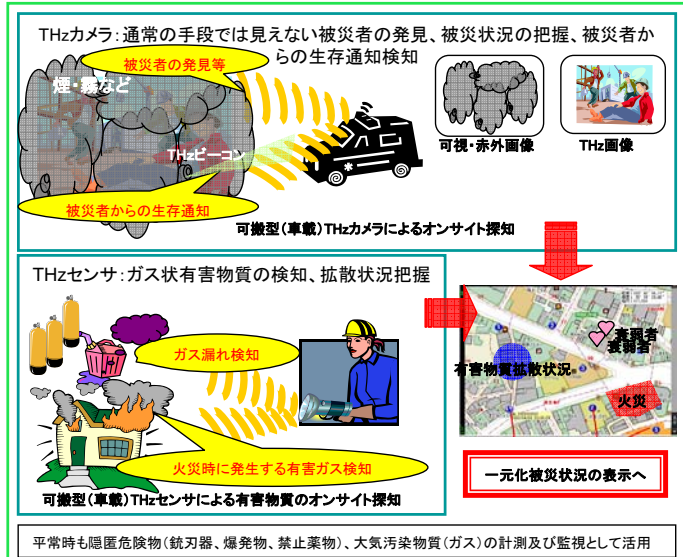 THzカメラ：通常の手段では見えない被災者の発見、被災状況の把握、被災者か
らの生存通知検知
被災者の発見等
煙・霧など
THzビーコン
被災者からの生存通知
可視・赤外画像
THz画像
可搬型（車載）THzカメラによるオンサイト探知
THzセンサ：ガス状有害物質の検知、拡散状況把握
ガス漏れ検知
火災時に発生する有害ガス検知
可搬型（車載）THzセンサによる有害物質のオンサイト探知
衰弱者
衰弱者
有害物質拡散状況。
火災
一元化被災状況の表示へ
平常時も隠匿危険物（銃刃器、爆発物、禁止薬物）、大気汚染物質（ガス）の計測及び監視として活用